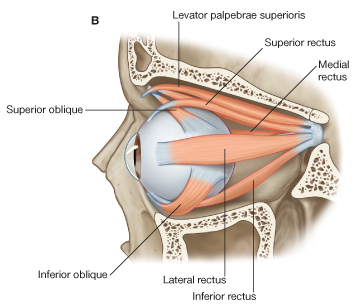 B
Levator palpebrae superioris
Superior rectus
Medial
rectus
Superior oblique
Inferior oblique
Lateral rectus
Inferior rectus